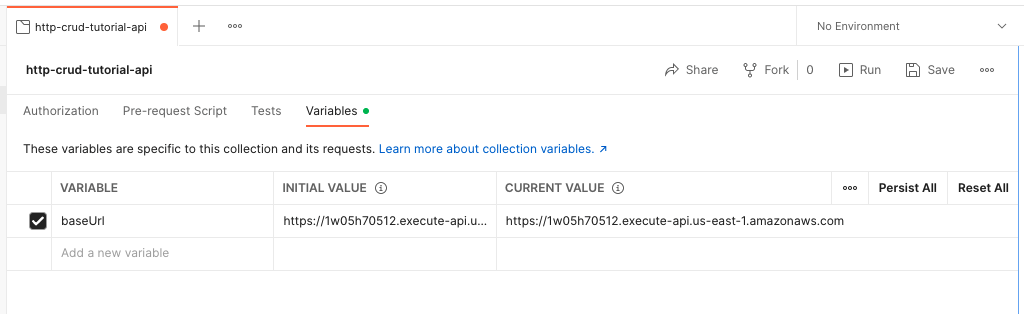 http-crud-tutorial-api
No Environment
http-crud-tutorial-api Share Fork 0 Run Save
Authorization Pre-request Script Tests Variables
These variables are specific to this collection and its requests. Learn more about collection variables. ↗
VARIABLE INITIAL VALUE CURRENT VALUE Persist All Reset All
baseUrl https://1w05h70512.execute-api.u... https://1w05h70512.execute-api.us-east-1.amazonaws.com
Add a new variable